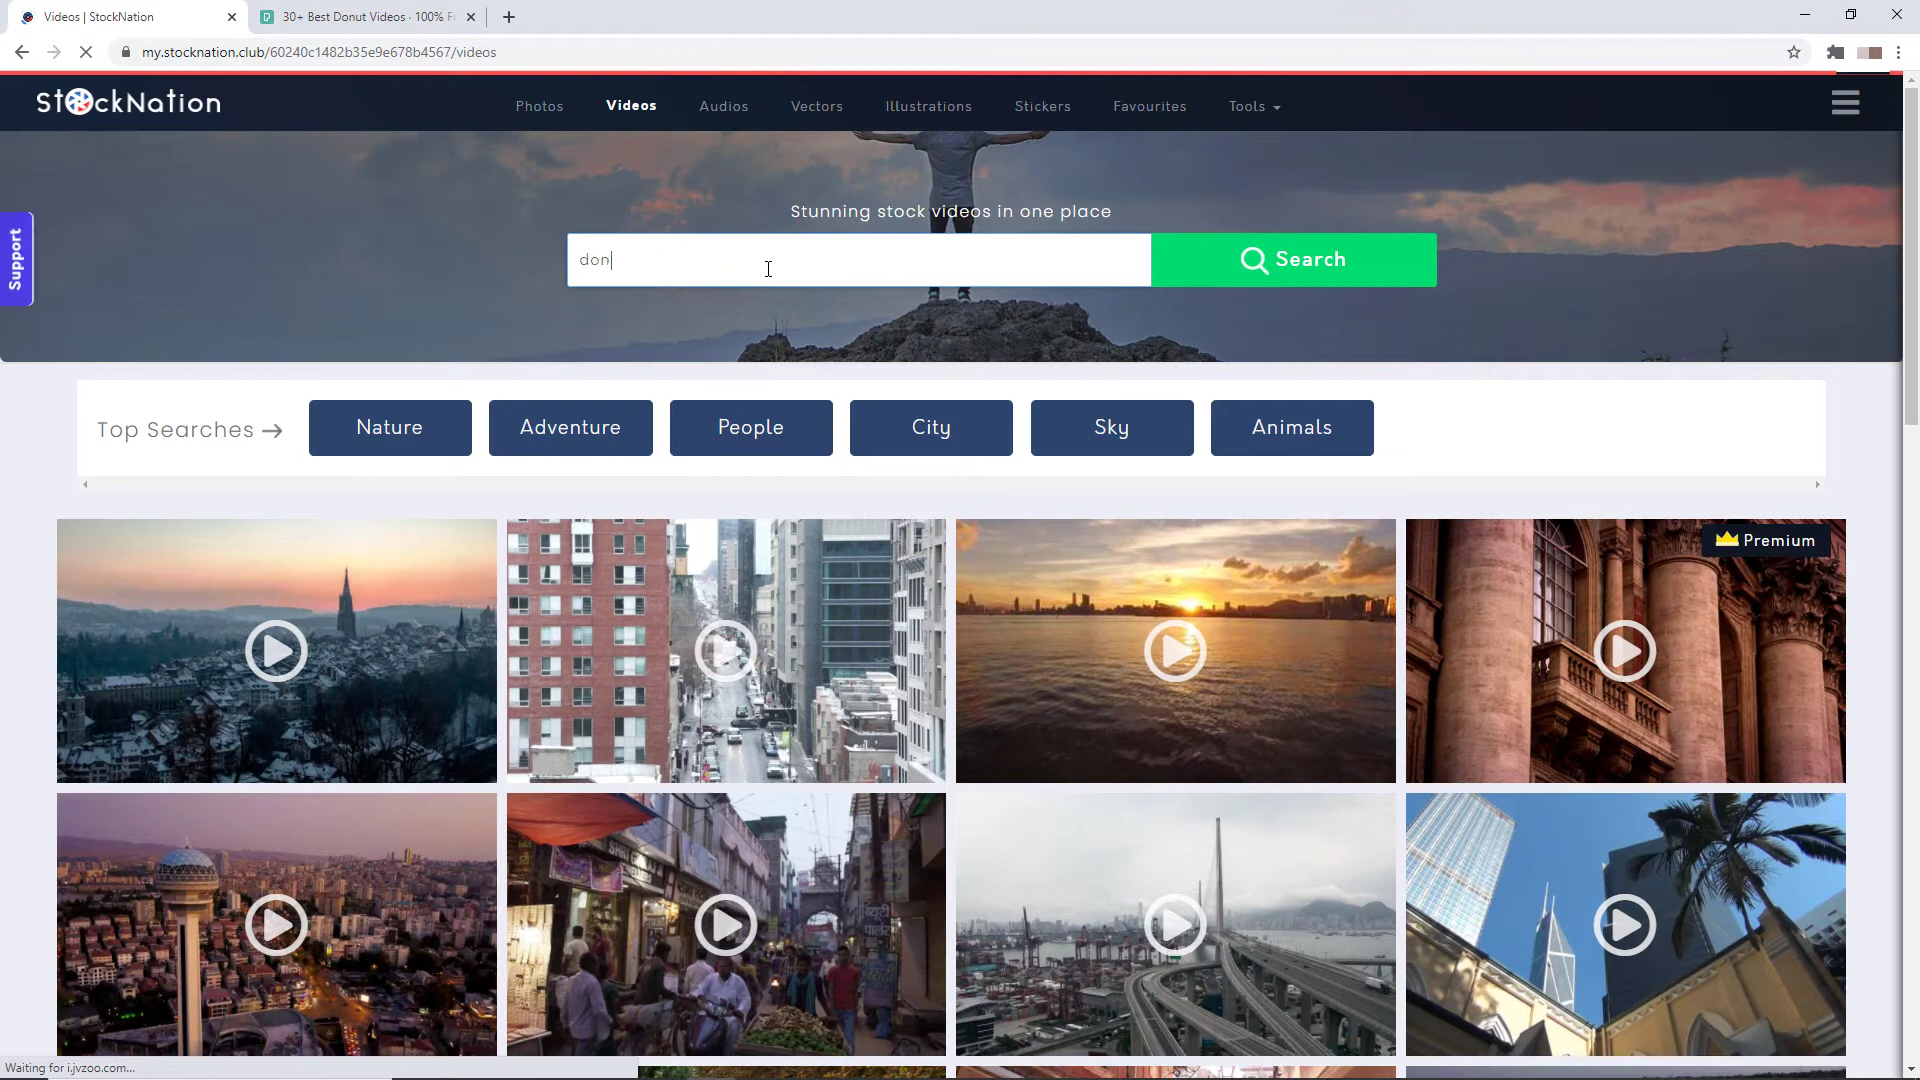 Videos | StockNation
30+ Best Donut Videos · 100% F
my.stocknation.club/60240c1482b35e9e678b4567/videos
StockNation
Photos
Videos
Audios
Vectors
Illustrations
Stickers
Favourites
Tools
Support
Stunning stock videos in one place
don
Search
Top Searches →
Nature
Adventure
People
City
Sky
Animals
Premium
Waiting for i.jvzoo.com...